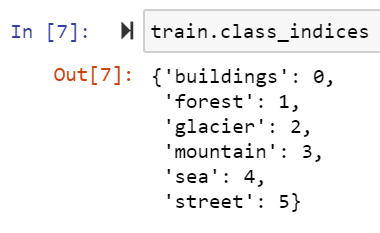 In [7]: train.class_indices
Out[7]: {'buildings': 0,
'forest': 1,
'glacier': 2,
'mountain': 3,
'sea': 4,
'street': 5}